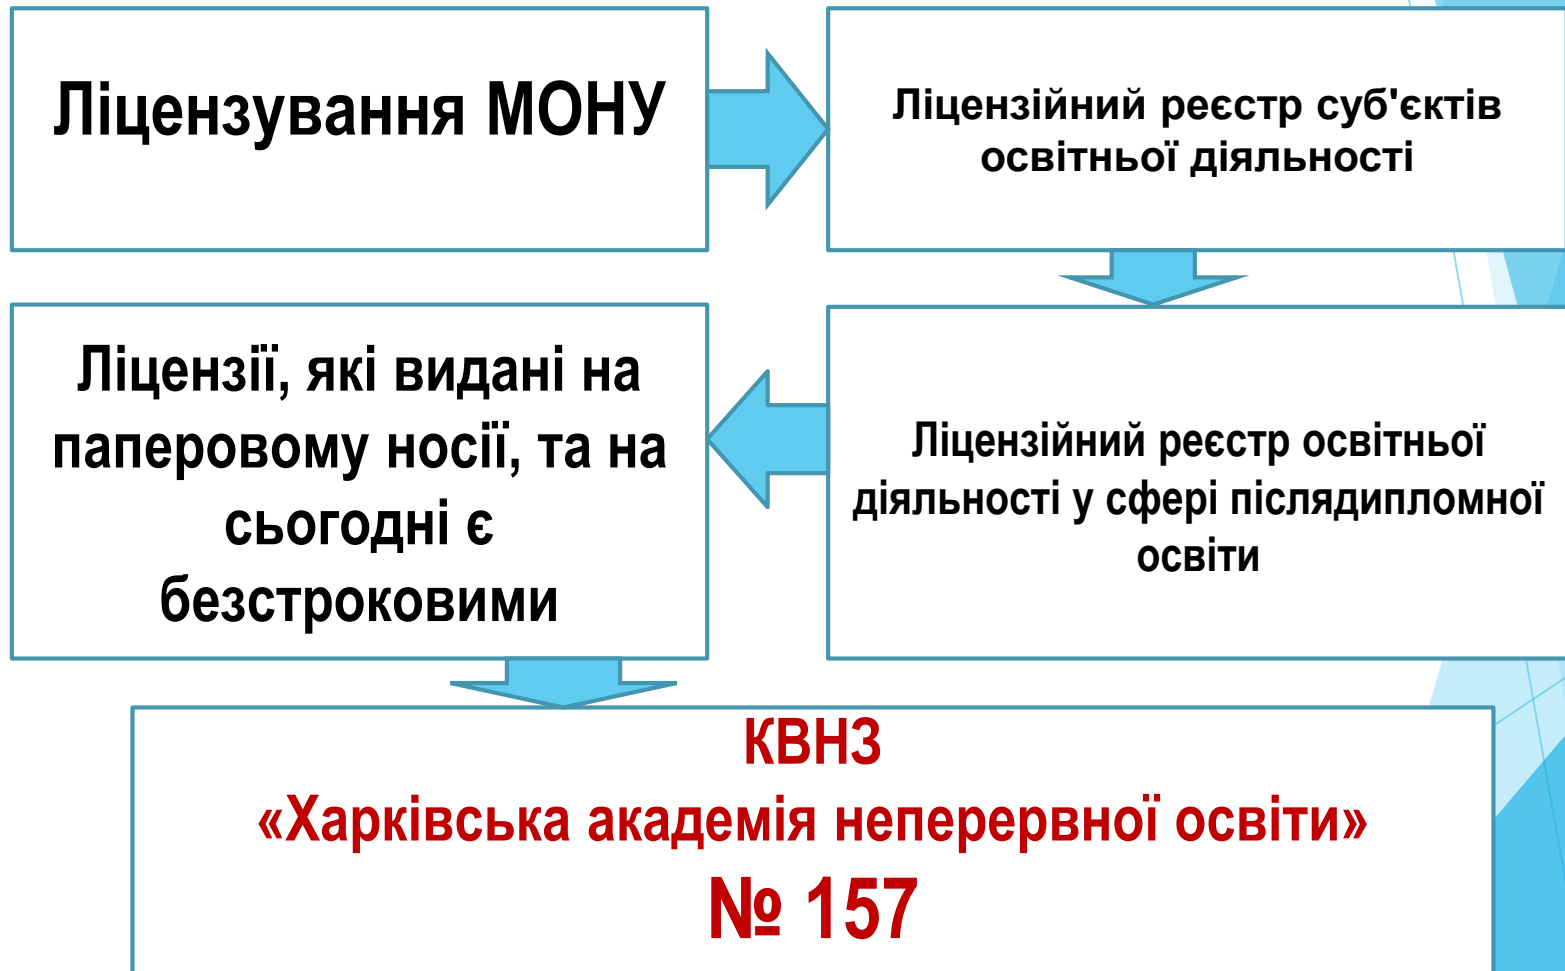 Ліцензування МОНУ
Ліцензійний реєстр суб'єктів
освітньої діяльності
Ліцензійний реєстр освітньої
діяльності у сфері післядипломної
освіти
Ліцензії, які видані на
паперовому носії, та на
сьогодні є
безстроковими
КВНЗ
«Харківська академія неперервної освіти»
№ 157